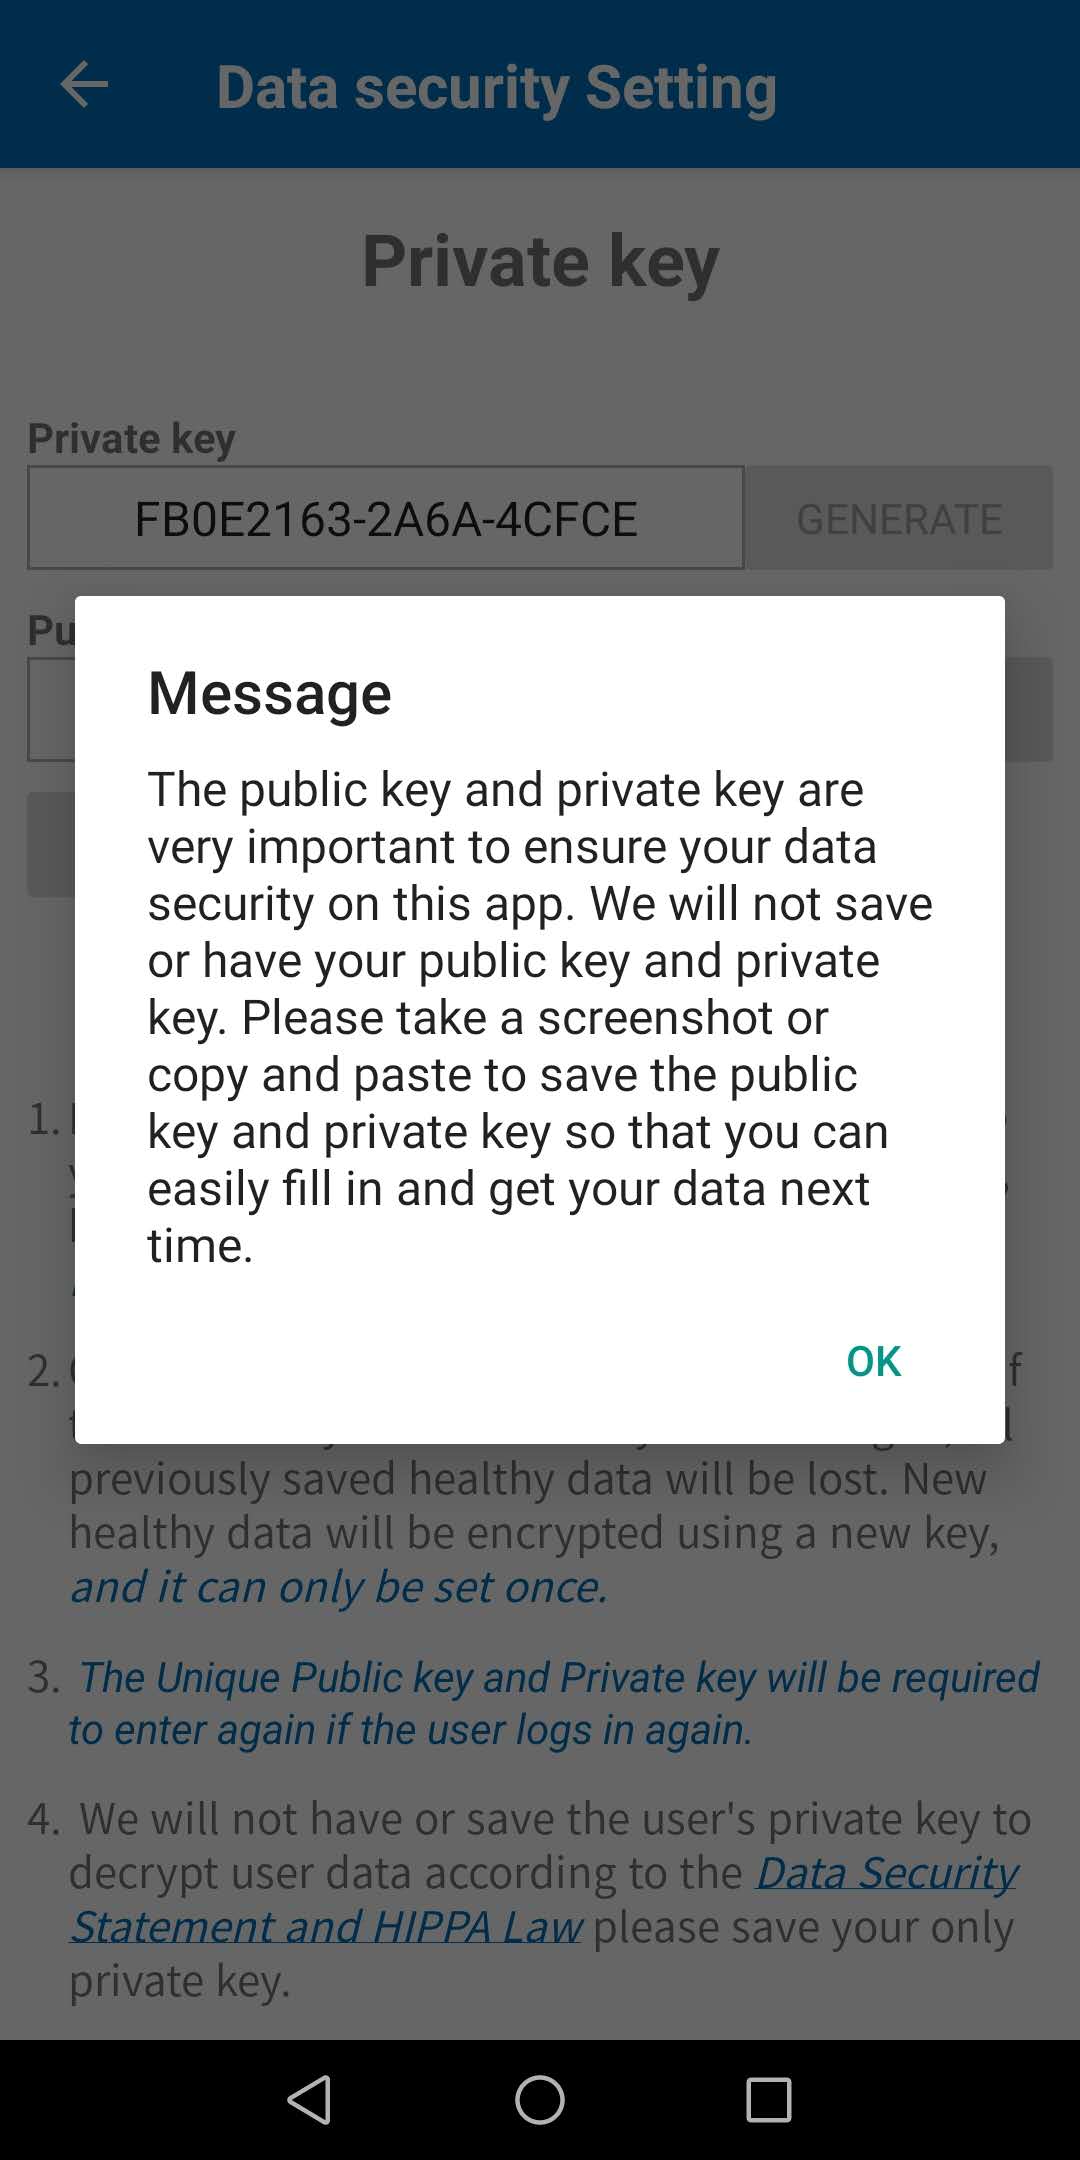 Data security Setting
Private key
Private key
FB0E2163-2A6A-4CFCE
GENERATE
Message
The public key and private key are
very important to ensure your data
security on this app. We will not save
or have your public key and private
key. Please take a screenshot or
copy and paste to save the public
key and private key so that you can
easily fill in and get your data next
time.
OK
1.
2.
previously saved healthy data will be lost. New
healthy data will be encrypted using a new key,
and it can only be set once.
3. The Unique Public key and Private key will be required
to enter again if the user logs in again.
4. We will not have or save the user's private key to
decrypt user data according to the Data Security
Statement and HIPPA Law please save your only
private key.